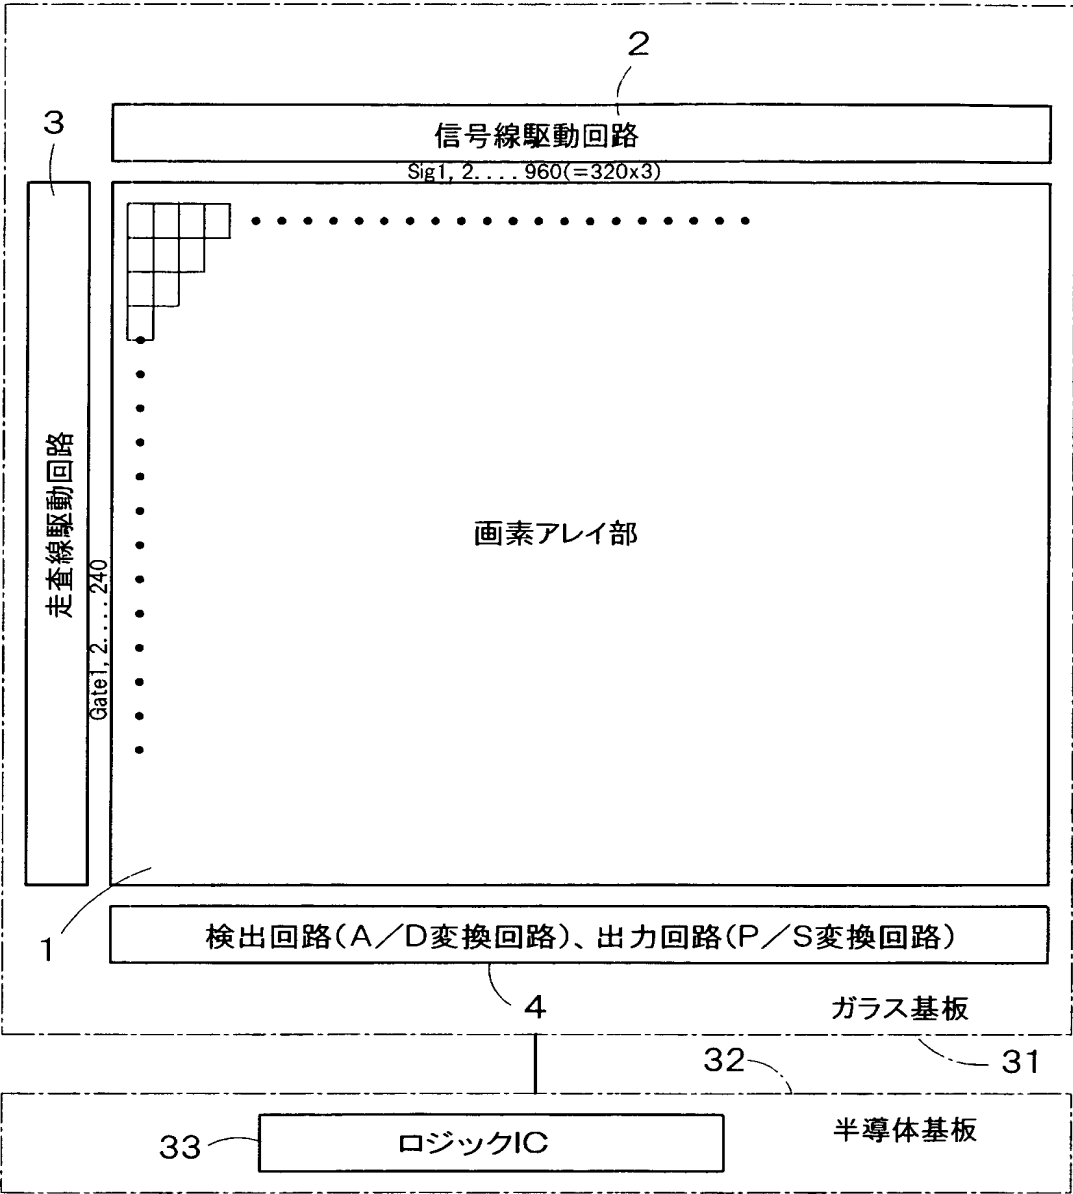 2
3
信号線駆動回路
Sig1, 2. . . . 960(=320x3)
走査線駆動回路
Gate1, 2. . . . 240
画素アレイ部
1
検出回路(A／D変換回路)、出力回路(P／S変換回路)
4
ガラス基板
31
32
半導体基板
33
ロジックIC